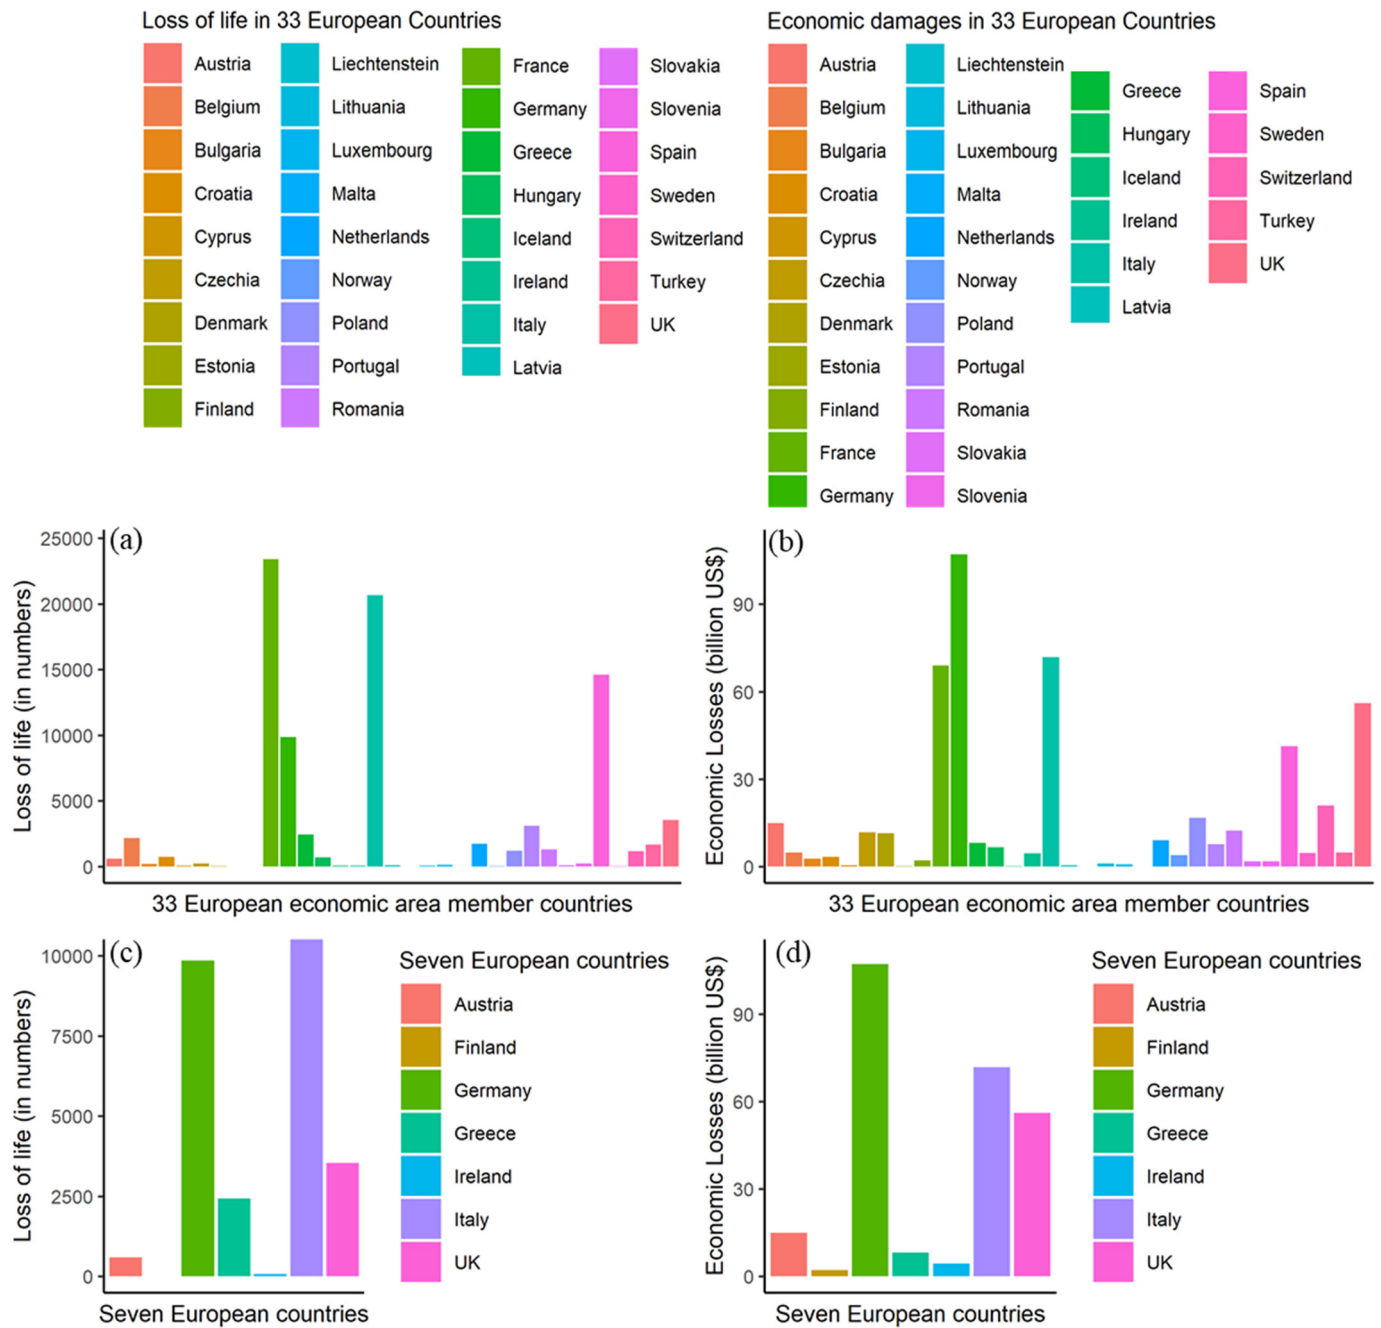 Loss of life in 33 European Countries
Austria
Belgium
Bulgaria
Croatia
Cyprus
Czechia
Denmark
Estonia
Finland
Liechtenstein
Lithuania
Luxembourg
Malta
Netherlands
Norway
Poland
Portugal
Romania
France
Germany
Greece
Hungary
Iceland
Ireland
Italy
Latvia
Slovakia
Slovenia
Spain
Sweden
Switzerland
Turkey
UK
Economic damages in 33 European Countries
Austria
Belgium
Bulgaria
Croatia
Cyprus
Czechia
Denmark
Estonia
Finland
France
Germany
Liechtenstein
Lithuania
Luxembourg
Malta
Netherlands
Norway
Poland
Portugal
Romania
Slovakia
Slovenia
Greece
Hungary
Iceland
Ireland
Italy
Latvia
Spain
Sweden
Switzerland
Turkey
UK
(a)
Loss of life (in numbers)
25000
20000
15000
10000
5000
0
33 European economic area member countries
(b)
Economic Losses (billion US$)
90
60
30
0
33 European economic area member countries
(c)
Loss of life (in numbers)
10000
7500
5000
2500
0
Seven European countries
Seven European countries
Austria
Finland
Germany
Greece
Ireland
Italy
UK
(d)
Economic Losses (billion US$)
90
60
30
0
Seven European countries
Seven European countries
Austria
Finland
Germany
Greece
Ireland
Italy
UK